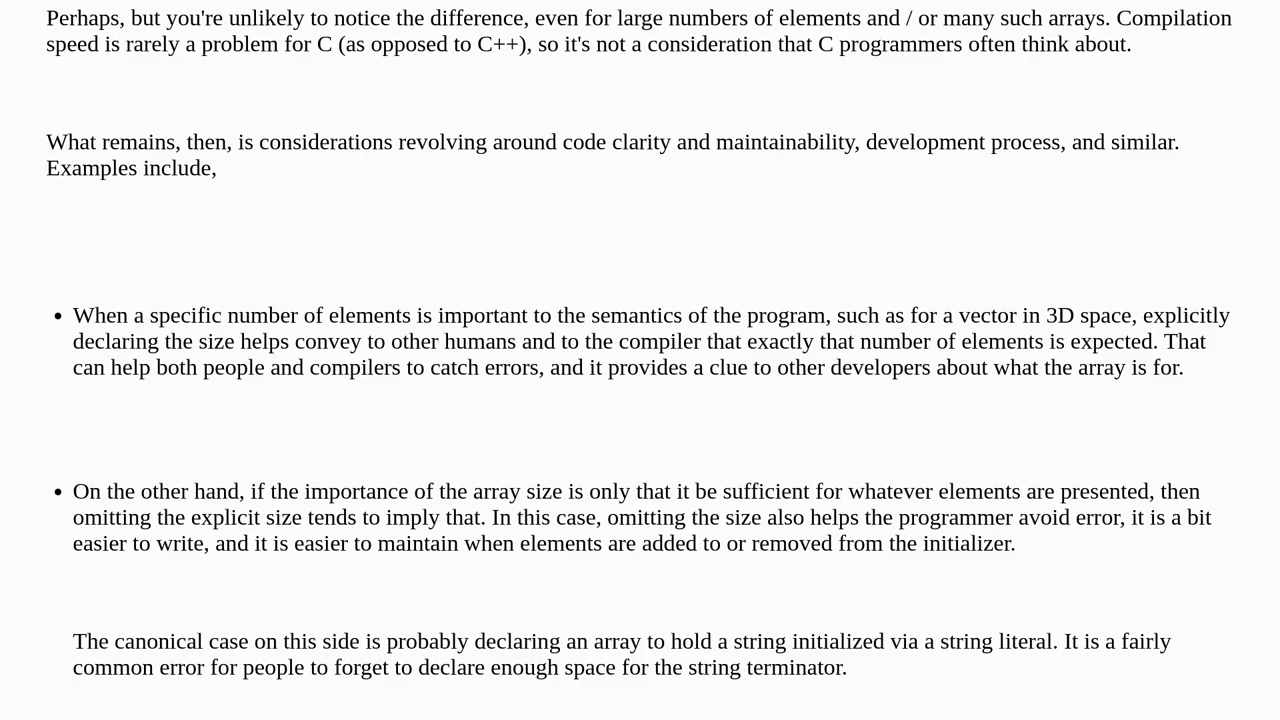 Perhaps, but you're unlikely to notice the difference, even for large numbers of elements and / or many such arrays. Compilation
speed is rarely a problem for C (as opposed to C++), so it's not a consideration that C programmers often think about.
What remains, then, is considerations revolving around code clarity and maintainability, development process, and similar.
Examples include,
• When a specific number of elements is important to the semantics of the program, such as for a vector in 3D space, explicitly
declaring the size helps convey to other humans and to the compiler that exactly that number of elements is expected. That
can help both people and compilers to catch errors, and it provides a clue to other developers about what the array is for.
• On the other hand, if the importance of the array size is only that it be sufficient for whatever elements are presented, then
omitting the explicit size tends to imply that. In this case, omitting the size also helps the programmer avoid error, it is a bit
easier to write, and it is easier to maintain when elements are added to or removed from the initializer.
The canonical case on this side is probably declaring an array to hold a string initialized via a string literal. It is a fairly
common error for people to forget to declare enough space for the string terminator.